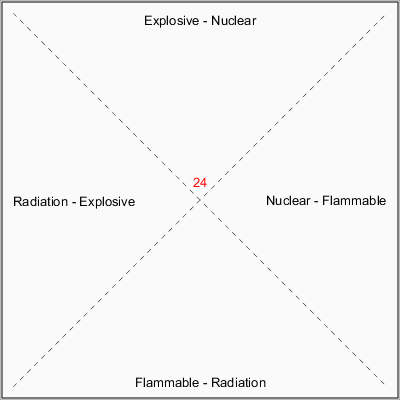 Explosive - Nuclear
24
Radiation - Explosive
Nuclear - Flammable
Flammable - Radiation